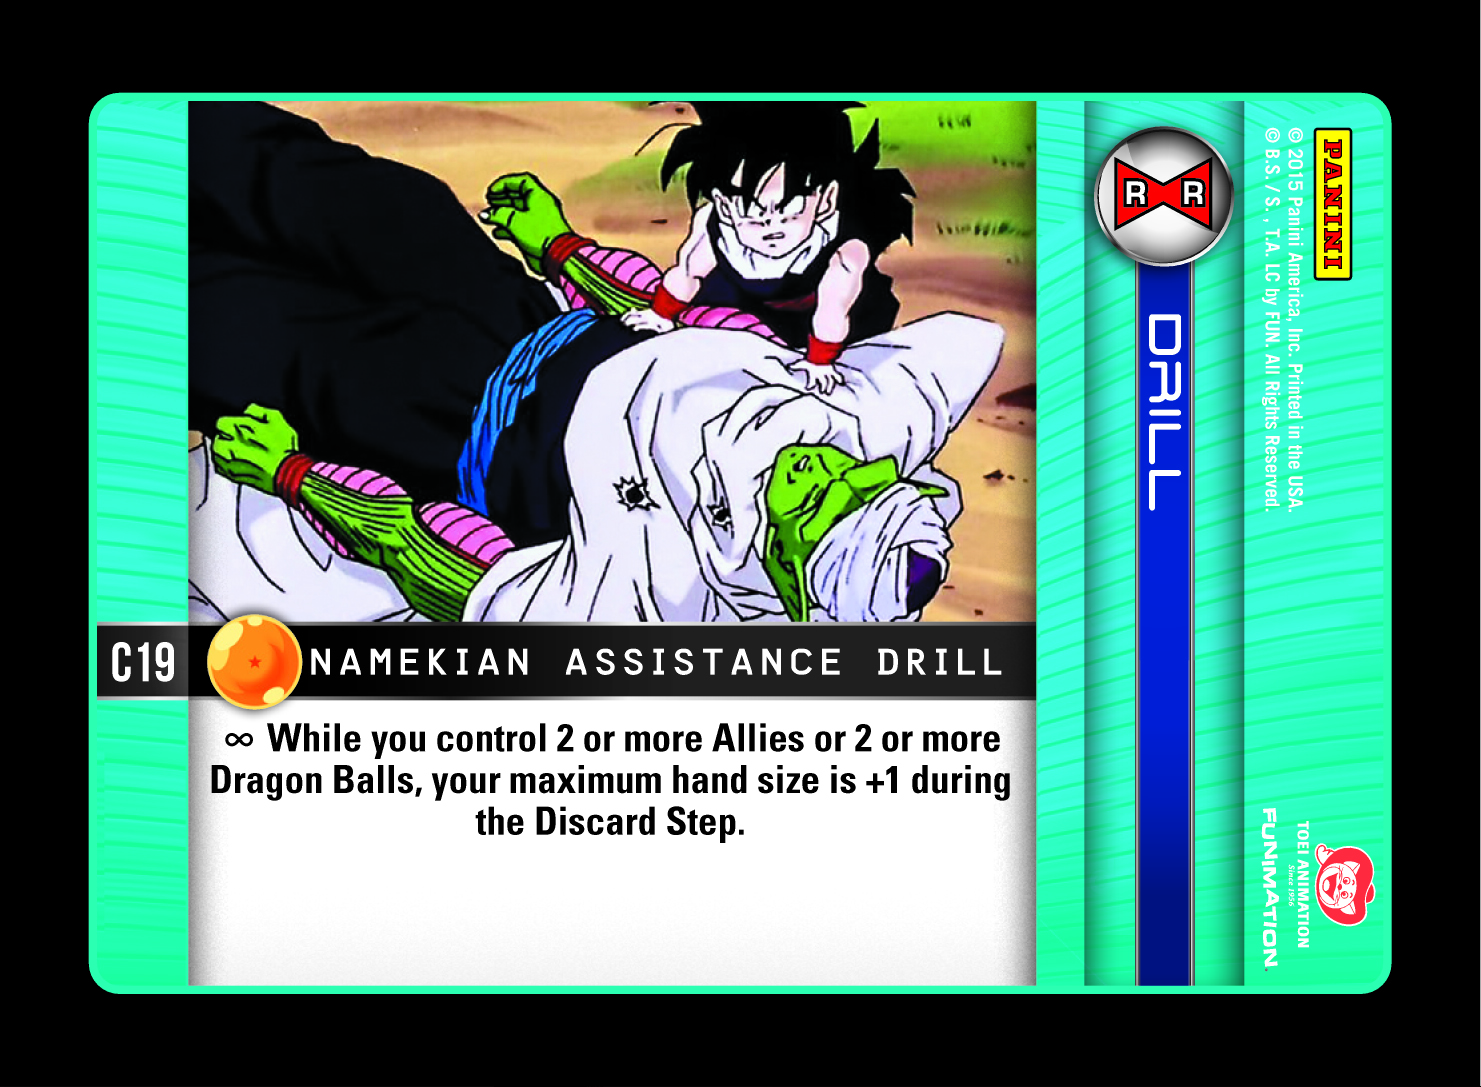 C19
NAMEKIAN ASSISTANCE DRILL
∞ While you control 2 or more Allies or 2 or more
Dragon Balls, your maximum hand size is +1 during
the Discard Step.
R R
DRILL
PANINI
© 2015 Panini America, Inc. Printed in the USA.
© B.S. / S. , T.A. LC by FUN. All Rights Reserved.
TOEI ANIMATION
Since 1956
FUNIMATION